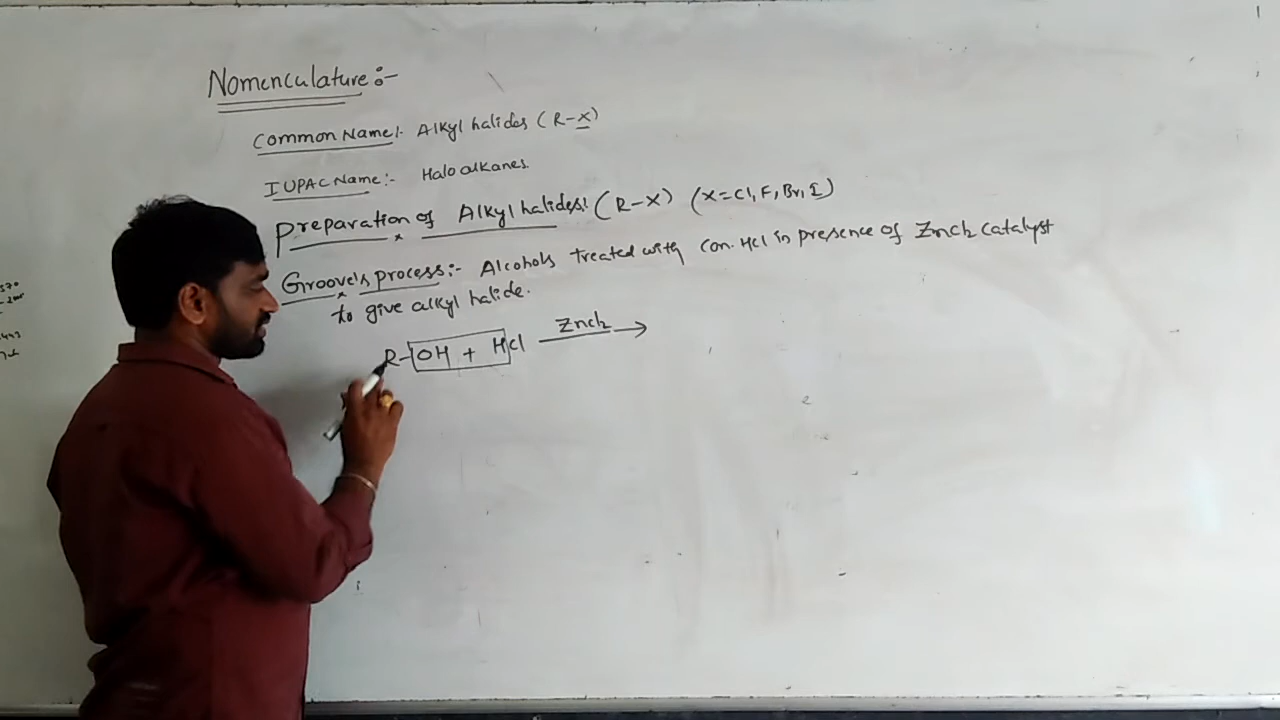 Nomenculature:-
Common Name:- Alkyl halides (R-X)
IUPAC Name:- Halo alkanes.
Preparation of Alkyl halides: (R-X) (X=Cl, F, Br, I)
Groove's process:- Alcohols treated with Con. Hcl in presence of Zncl2 catalyst
to give alkyl halide.
R-OH + Hcl Zncl2 →